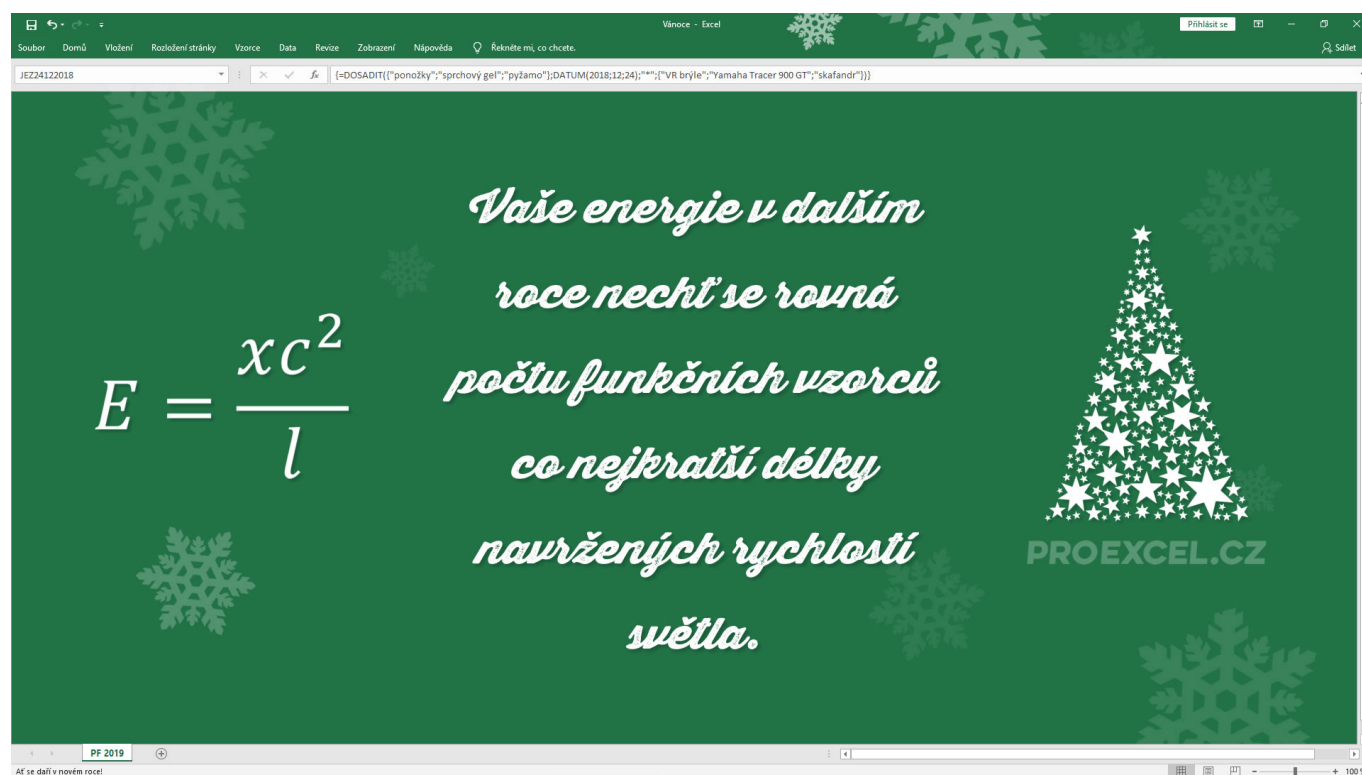 Vánoce - Excel
Přihlásit se
Soubor Domů Vložení Rozložení stránky Vzorce Data Revize Zobrazení Nápověda Řekněte mi, co chcete. Sdílet
JEZ24122018 fx {=DOSADIT({"ponožky";"sprchový gel";"pyžamo"};DATUM(2018;12;24);"*";{"VR brýle";"Yamaha Tracer 900 GT";"skafandr"})}
Vaše energie v dalším
roce nechť se rovná
počtu funkčních vzorců
co nejkratší délky
navržených rychlostí
světla.
E = xc²/l
PROEXCEL.CZ
PF 2019
Ať se daří v novém roce! 100 %